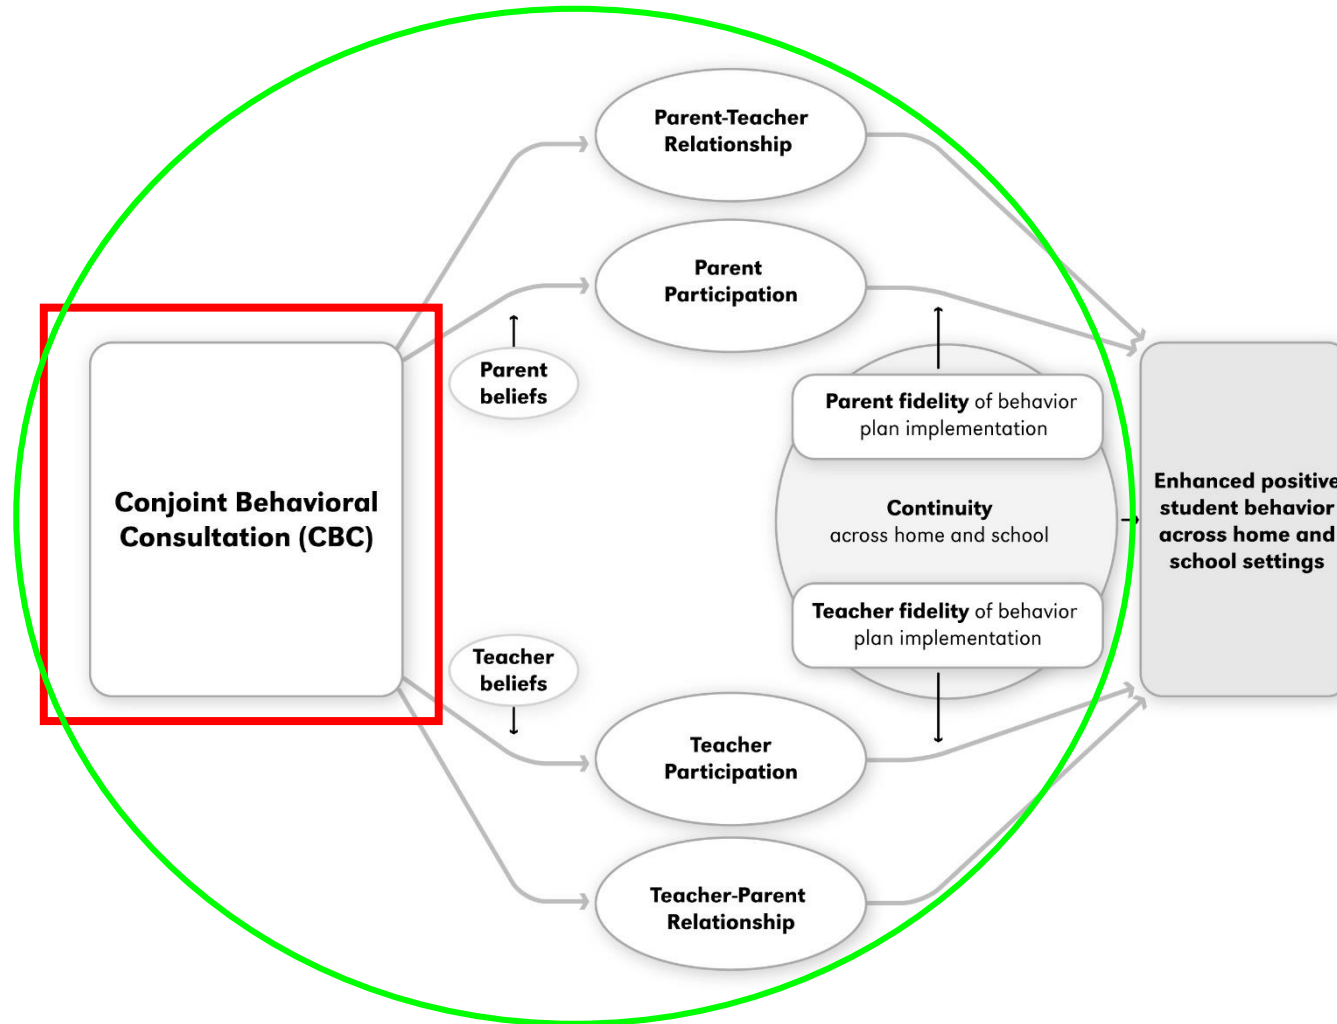 Parent-Teacher
Relationship
Parent
Participation
Parent
beliefs
Parent fidelity of behavior
plan implementation
Conjoint Behavioral
Consultation (CBC)
Continuity
across home and school
Enhanced positive
student behavior
across home and
school settings
Teacher fidelity of behavior
plan implementation
Teacher
beliefs
Teacher
Participation
Teacher-Parent
Relationship